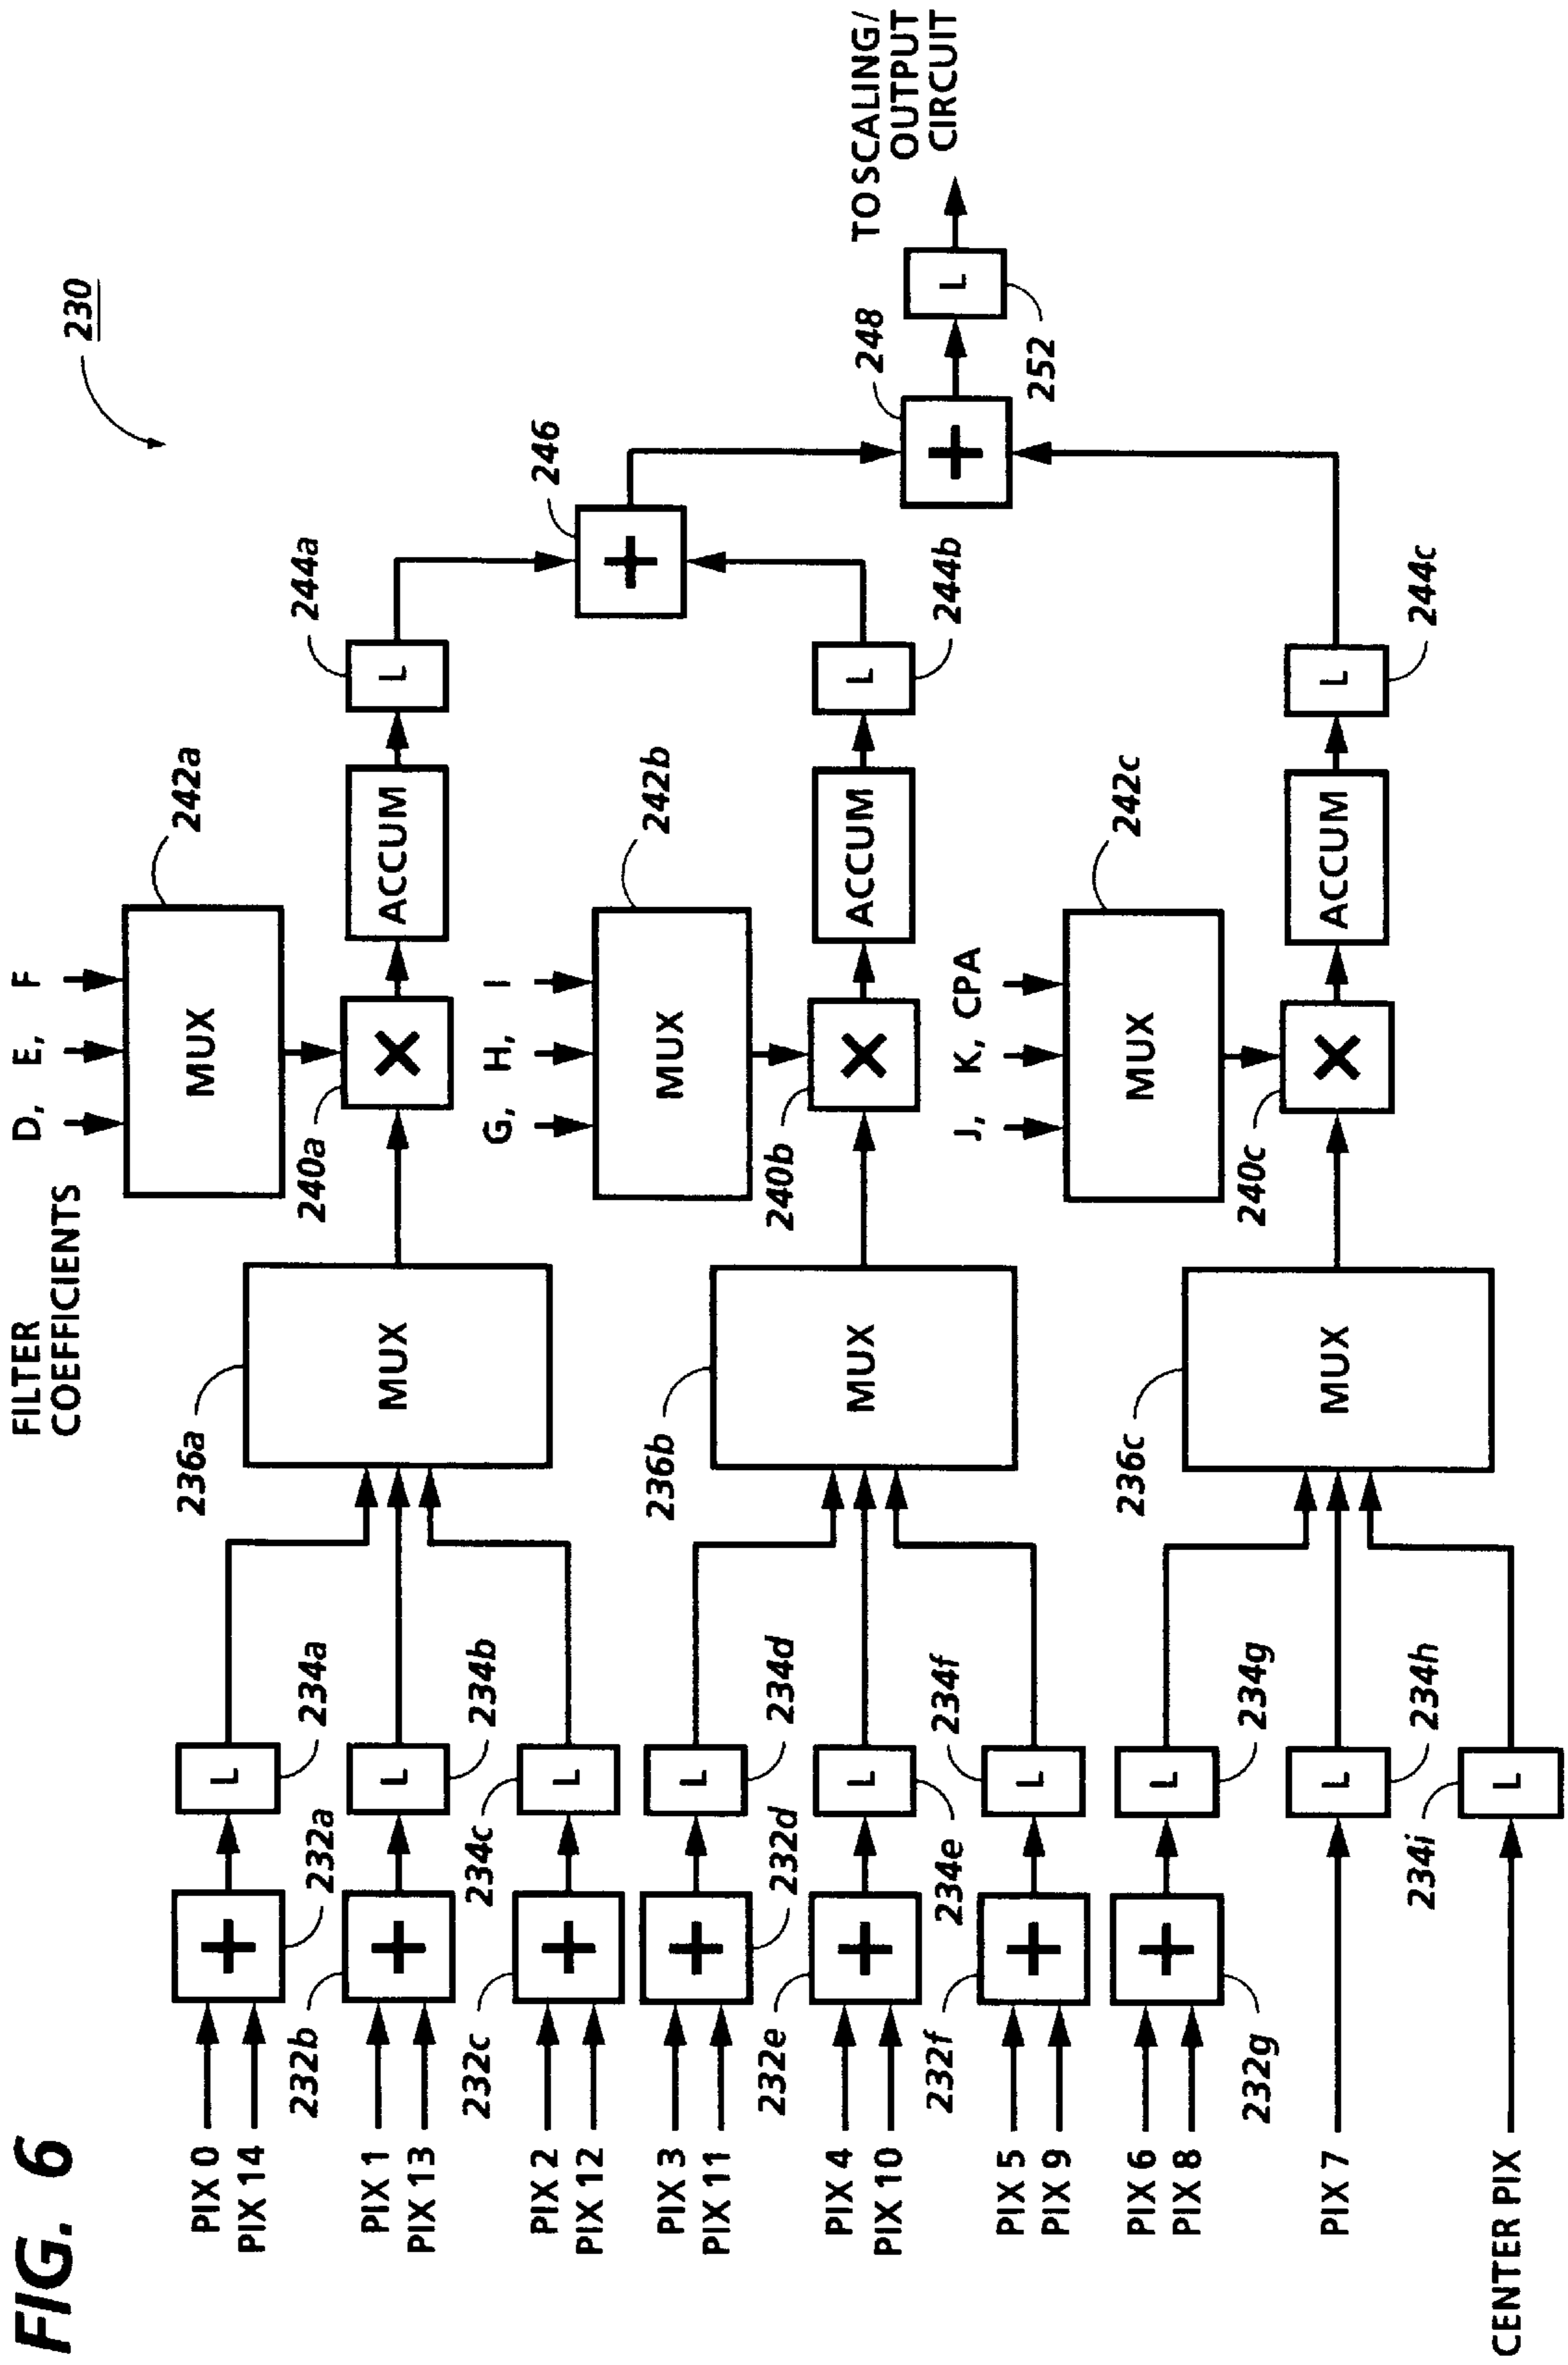 FIG. 6
230
FILTER
COEFFICIENTS
D, E, F
MUX
242a
G, H, I
MUX
242b
J, K, CPA
MUX
242c
PIX 0
PIX 14
+
232a
L
234a
PIX 1
PIX 13
232b
+
L
234b
PIX 2
PIX 12
232c
+
234c
L
236a
MUX
240a
×
ACCUM
L
244a
PIX 3
PIX 11
+
232d
L
234d
PIX 4
PIX 10
232e
+
L
234e
PIX 5
PIX 9
232f
+
L
234f
236b
MUX
240b
×
ACCUM
L
244b
+
246
PIX 6
PIX 8
+
232g
L
234g
PIX 7
L
234h
CENTER PIX
234i
L
236c
MUX
240c
×
ACCUM
L
244c
+
248
L
252
TO SCALING/
OUTPUT
CIRCUIT